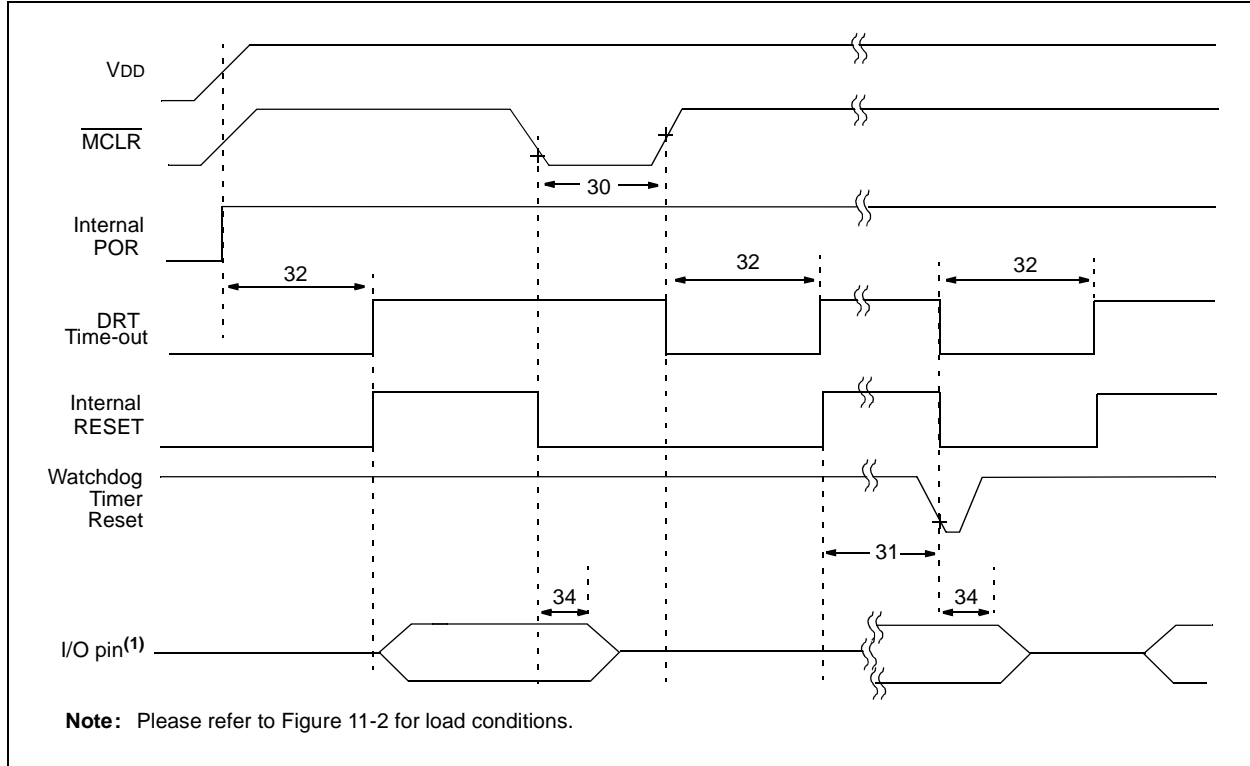 VDD
MCLR
30
Internal
POR
32
32
32
DRT
Time-out
Internal
RESET
Watchdog
Timer
Reset
31
34
34
I/O pin(1)
Note: Please refer to Figure 11-2 for load conditions.